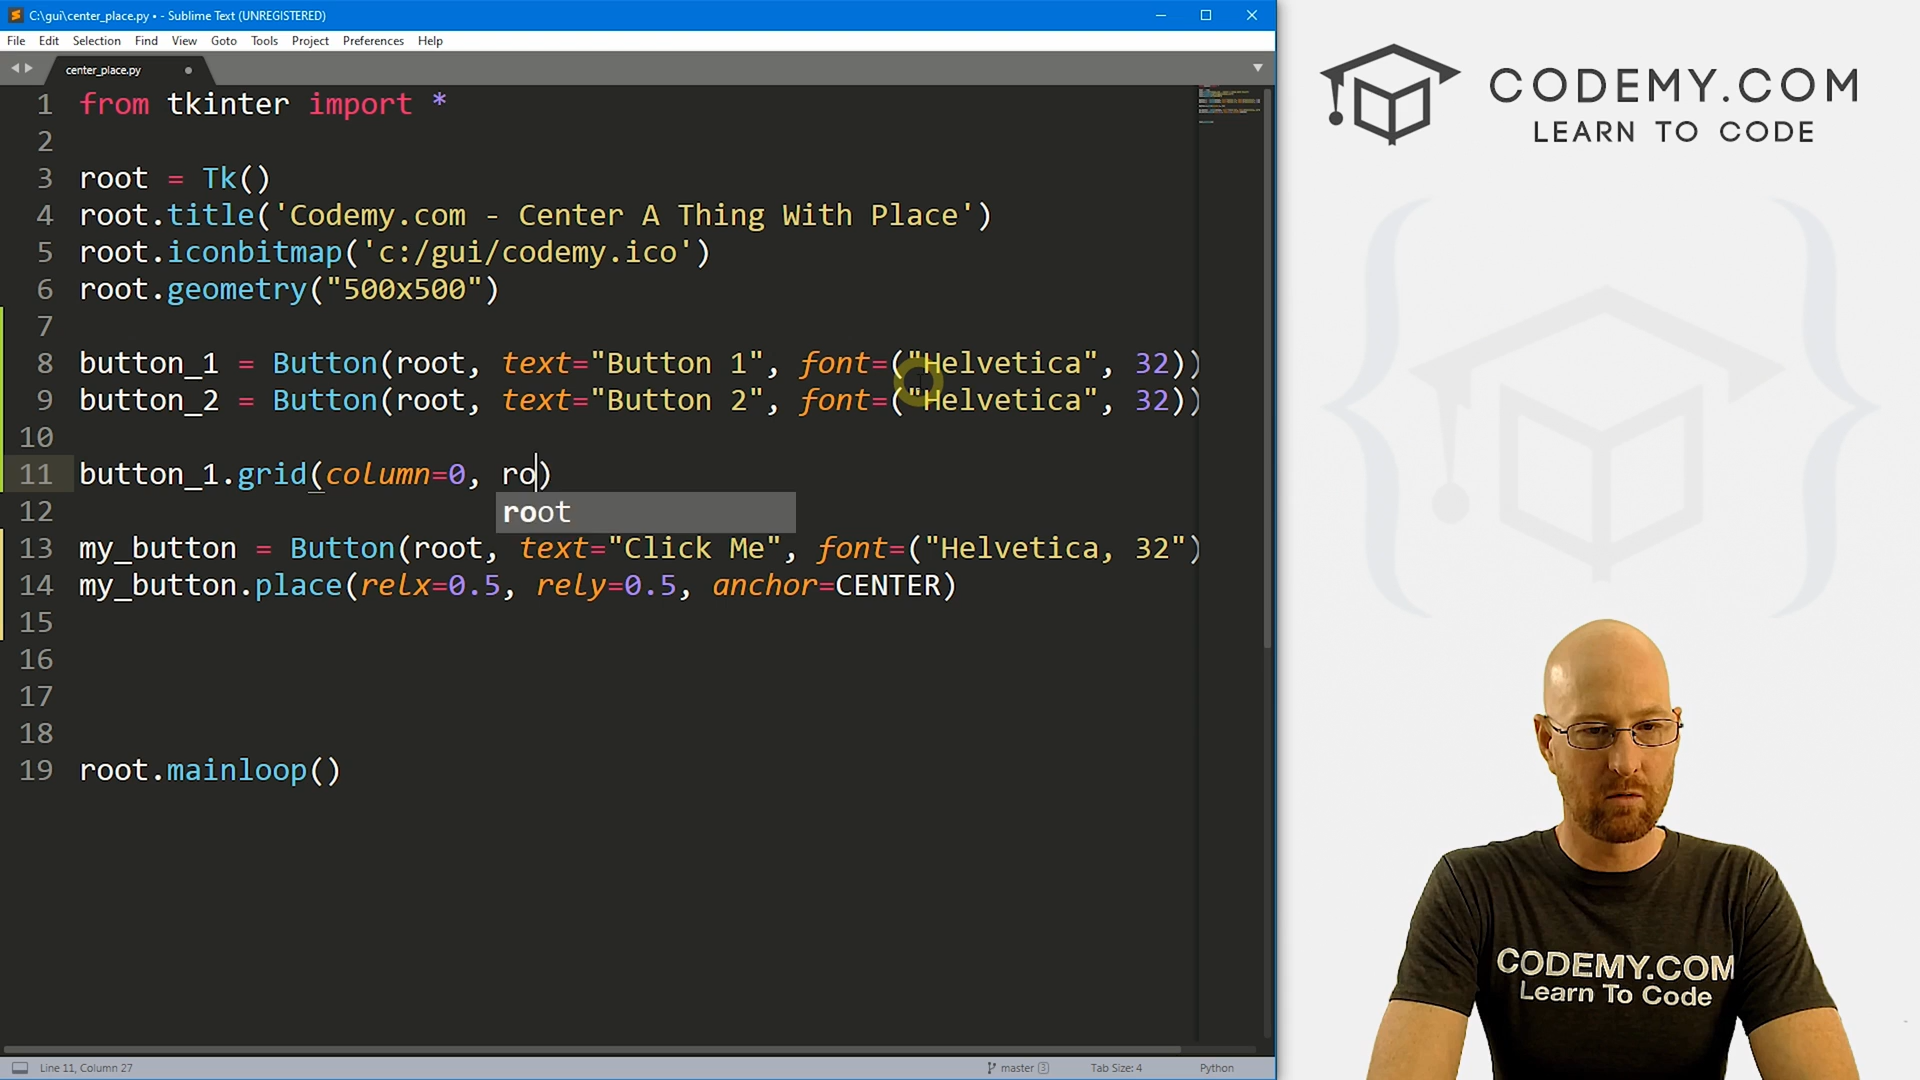 C:\gui\center_place.py • - Sublime Text (UNREGISTERED)
File Edit Selection Find View Goto Tools Project Preferences Help
center_place.py
1 from tkinter import *
2
3 root = Tk()
4 root.title('Codemy.com - Center A Thing With Place')
5 root.iconbitmap('c:/gui/codemy.ico')
6 root.geometry("500x500")
7
8 button_1 = Button(root, text="Button 1", font=("Helvetica", 32))
9 button_2 = Button(root, text="Button 2", font=("Helvetica", 32))
10
11 button_1.grid(column=0, ro)
root
12
13 my_button = Button(root, text="Click Me", font=("Helvetica, 32")
14 my_button.place(relx=0.5, rely=0.5, anchor=CENTER)
15
16
17
18
19 root.mainloop()
Line 11, Column 27
master 3
Tab Size: 4
Python
CODEMY.COM
LEARN TO CODE
CODEMY.COM
Learn To Code